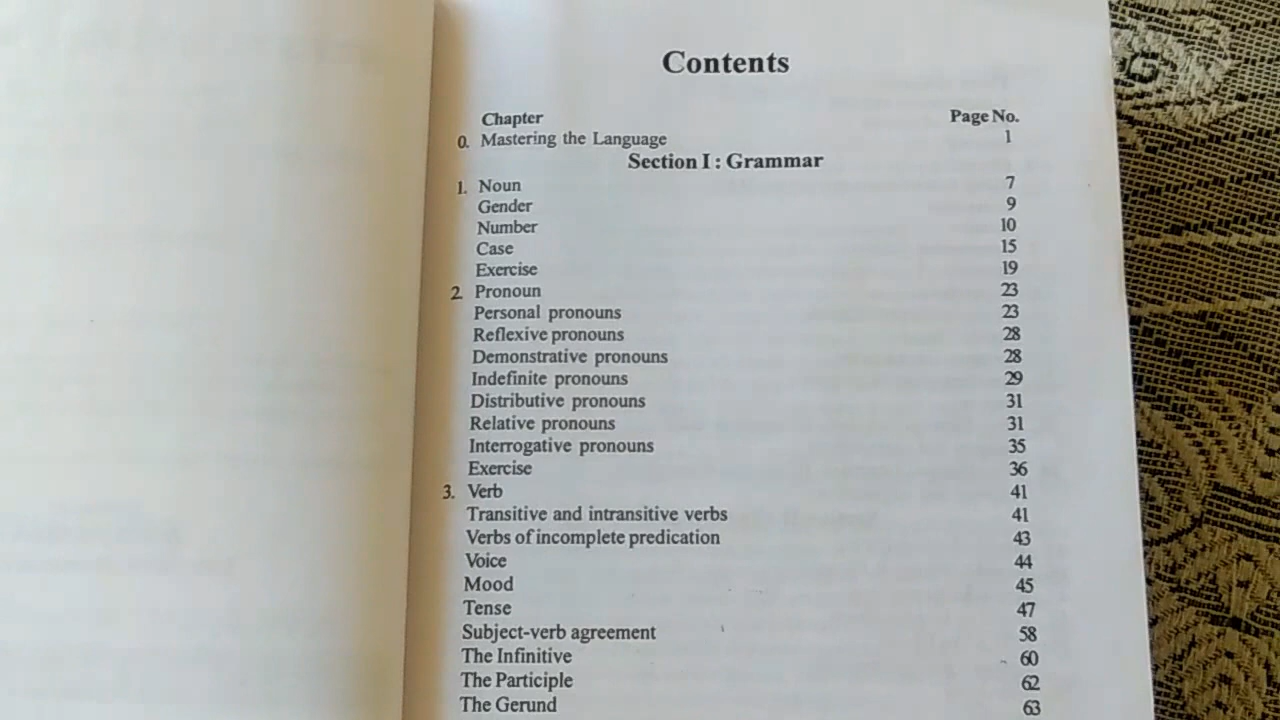 Contents
Chapter Page No.
0. Mastering the Language 1
Section I : Grammar
1. Noun 7
Gender 9
Number 10
Case 15
Exercise 19
2. Pronoun 23
Personal pronouns 23
Reflexive pronouns 28
Demonstrative pronouns 28
Indefinite pronouns 29
Distributive pronouns 31
Relative pronouns 31
Interrogative pronouns 35
Exercise 36
3. Verb 41
Transitive and intransitive verbs 41
Verbs of incomplete predication 43
Voice 44
Mood 45
Tense 47
Subject-verb agreement 58
The Infinitive 60
The Participle 62
The Gerund 63